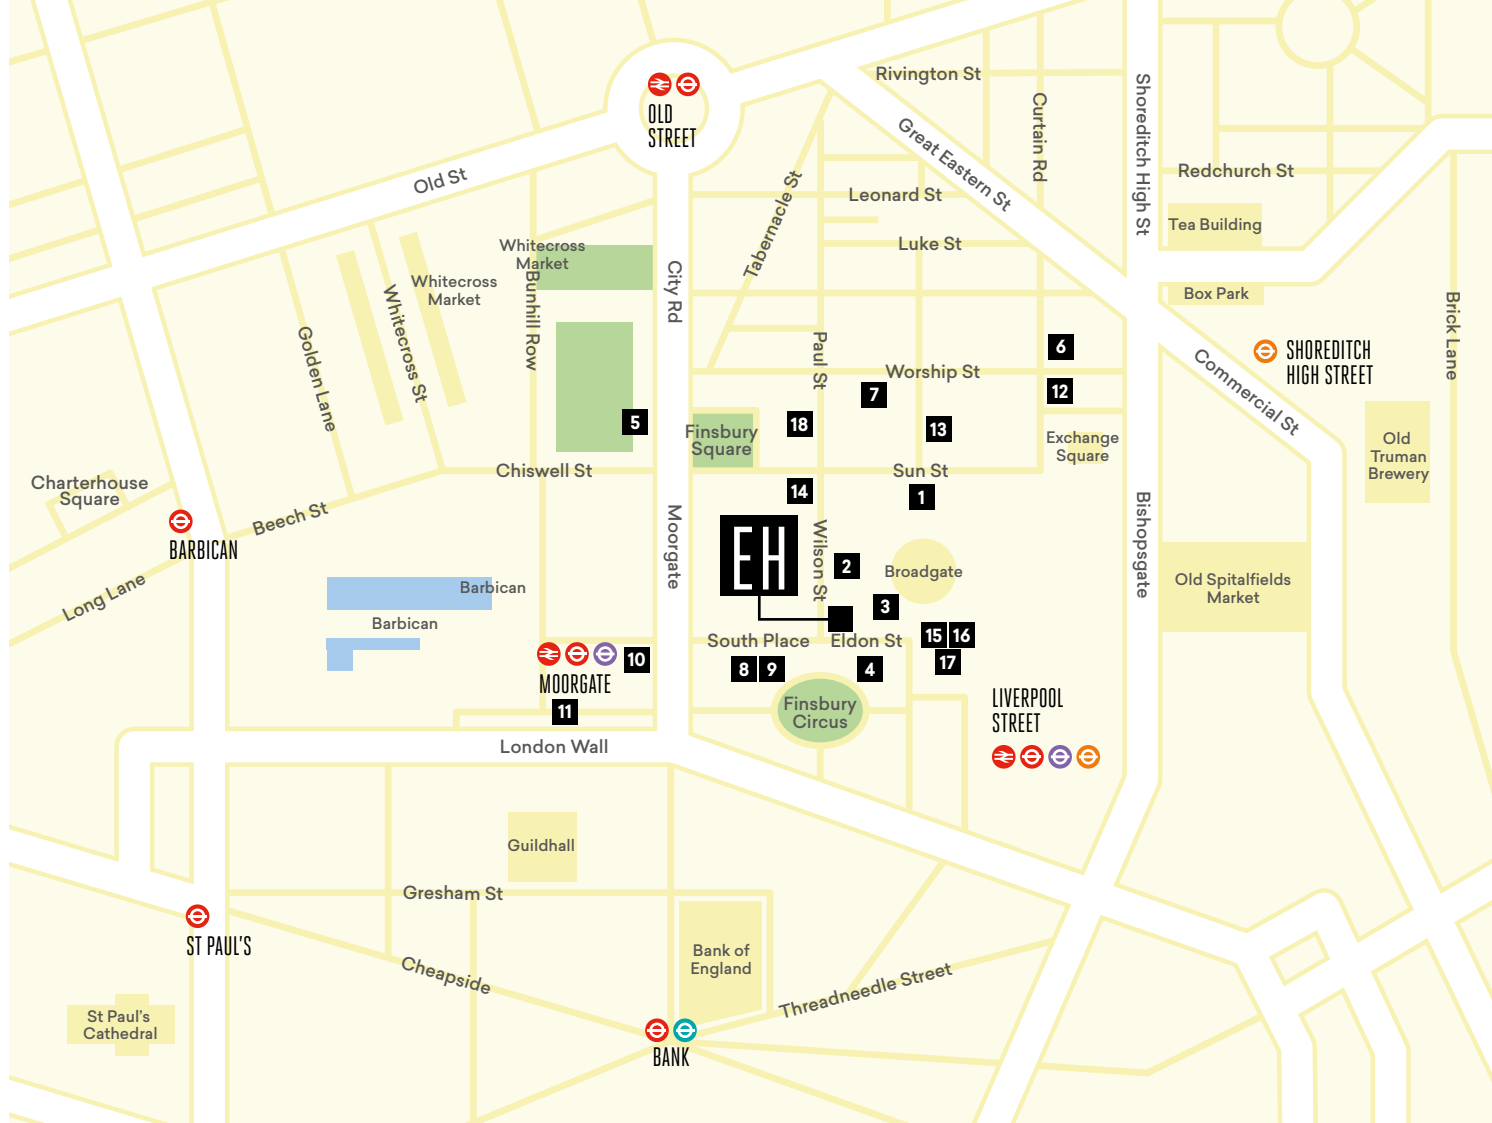 OLD
STREET
Rivington St
Curtain Rd
Shoreditch High St
Great Eastern St
Old St
Redchurch St
Tabernacle St
Leonard St
Tea Building
Luke St
Whitecross
Market
Whitecross
Market
Bunhill Row
City Rd
Box Park
Brick Lane
Golden Lane
Whitecross St
Paul St
6
SHOREDITCH
HIGH STREET
Worship St
Commercial St
7
12
5
Finsbury
Square
18
13
Exchange
Square
Old
Truman
Brewery
Chiswell St
Sun St
Charterhouse
Square
14
1
Beech St
Moorgate
Bishopsgate
BARBICAN
EH
Wilson St
2
Broadgate
Long Lane
Barbican
Old Spitalfields
Market
3
Barbican
South Place
Eldon St
15
16
10
8
9
4
17
MOORGATE
11
Finsbury
Circus
LIVERPOOL
STREET
London Wall
Guildhall
Gresham St
ST PAUL'S
Bank of
England
Cheapside
Threadneedle Street
St Paul's
Cathedral
BANK